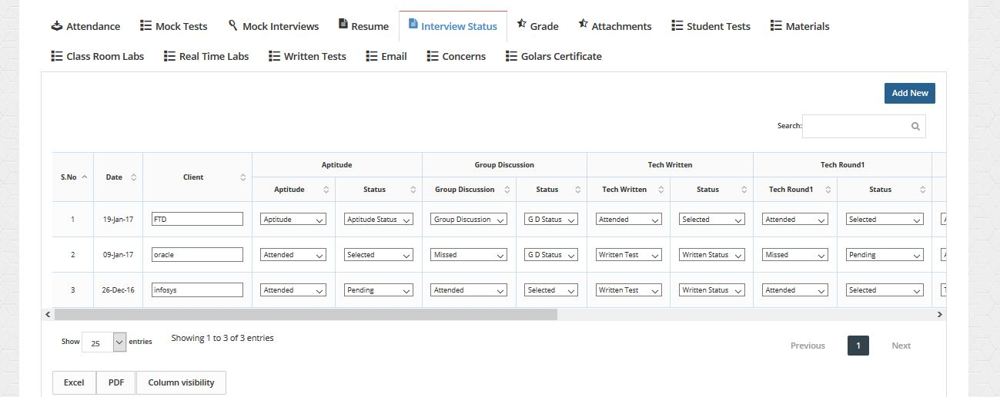 Attendance Mock Tests Mock Interviews Resume Interview Status Grade Attachments Student Tests Materials
Class Room Labs Real Time Labs Written Tests Email Concerns Golars Certificate
Add New
Search:
Aptitude Group Discussion Tech Written Tech Round1
S.No Date Client
Aptitude Status Group Discussion Status Tech Written Status Tech Round1 Status
1 19-Jan-17 FTD Aptitude Aptitude Status Group Discussion G D Status Attended Selected Attended Selected
2 09-Jan-17 oracle Attended Selected Missed G D Status Written Test Written Status Missed Pending
3 26-Dec-16 infosys Attended Pending Attended Selected Written Test Written Status Attended Selected
Show 25 entries Showing 1 to 3 of 3 entries
Previous 1 Next
Excel PDF Column visibility